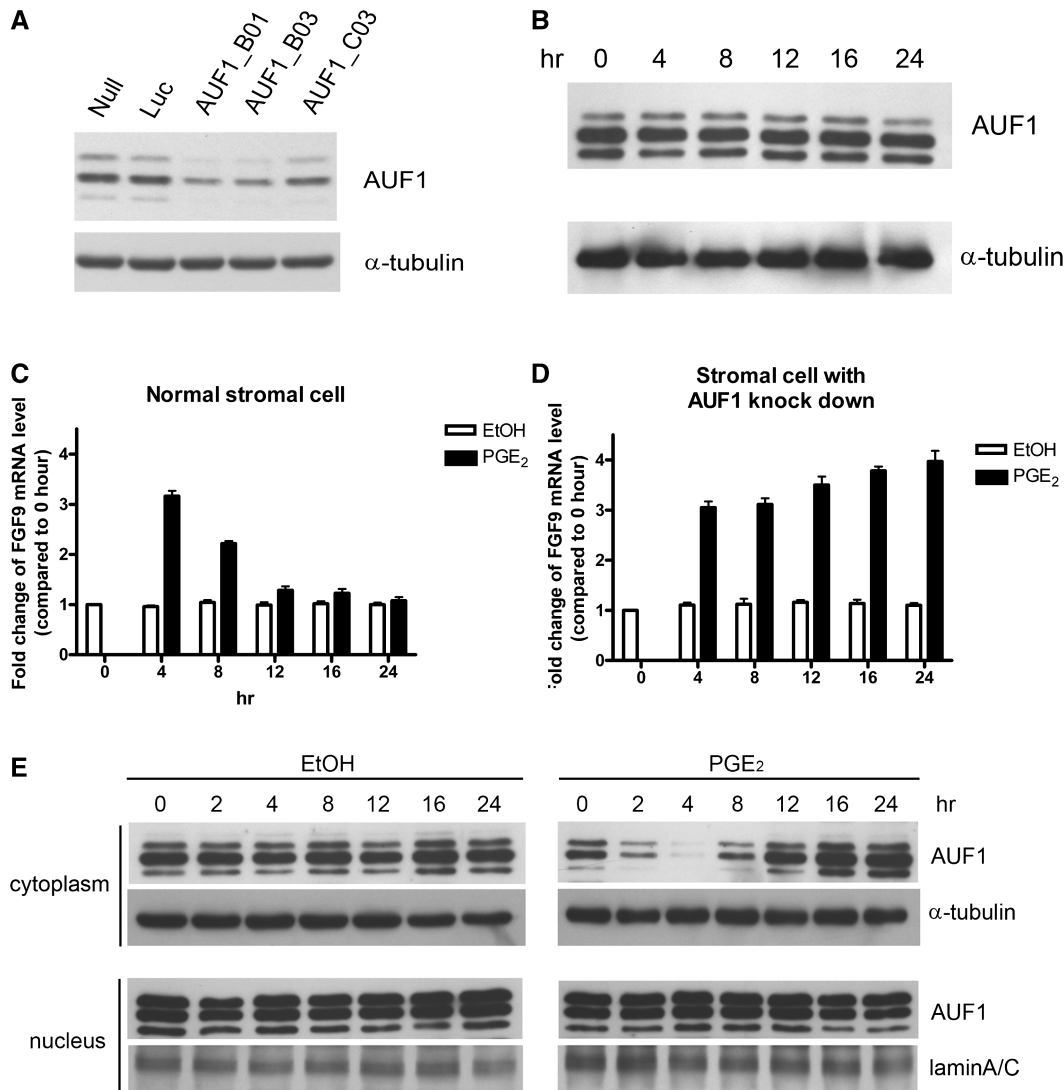 A
Null
Luc
AUF1_B01
AUF1_B03
AUF1_C03
AUF1
α-tubulin
B
hr 0 4 8 12 16 24
AUF1
α-tubulin
C
Normal stromal cell
EtOH
PGE₂
Fold change of FGF9 mRNA level
(compared to 0 hour)
4
3
2
1
0
0 4 8 12 16 24
hr
D
Stromal cell with
AUF1 knock down
EtOH
PGE₂
Fold change of FGF9 mRNA level
(compared to 0 hour)
4
3
2
1
0
0 4 8 12 16 24
E
EtOH
PGE₂
0 2 4 8 12 16 24
0 2 4 8 12 16 24 hr
cytoplasm
AUF1
α-tubulin
nucleus
AUF1
laminA/C